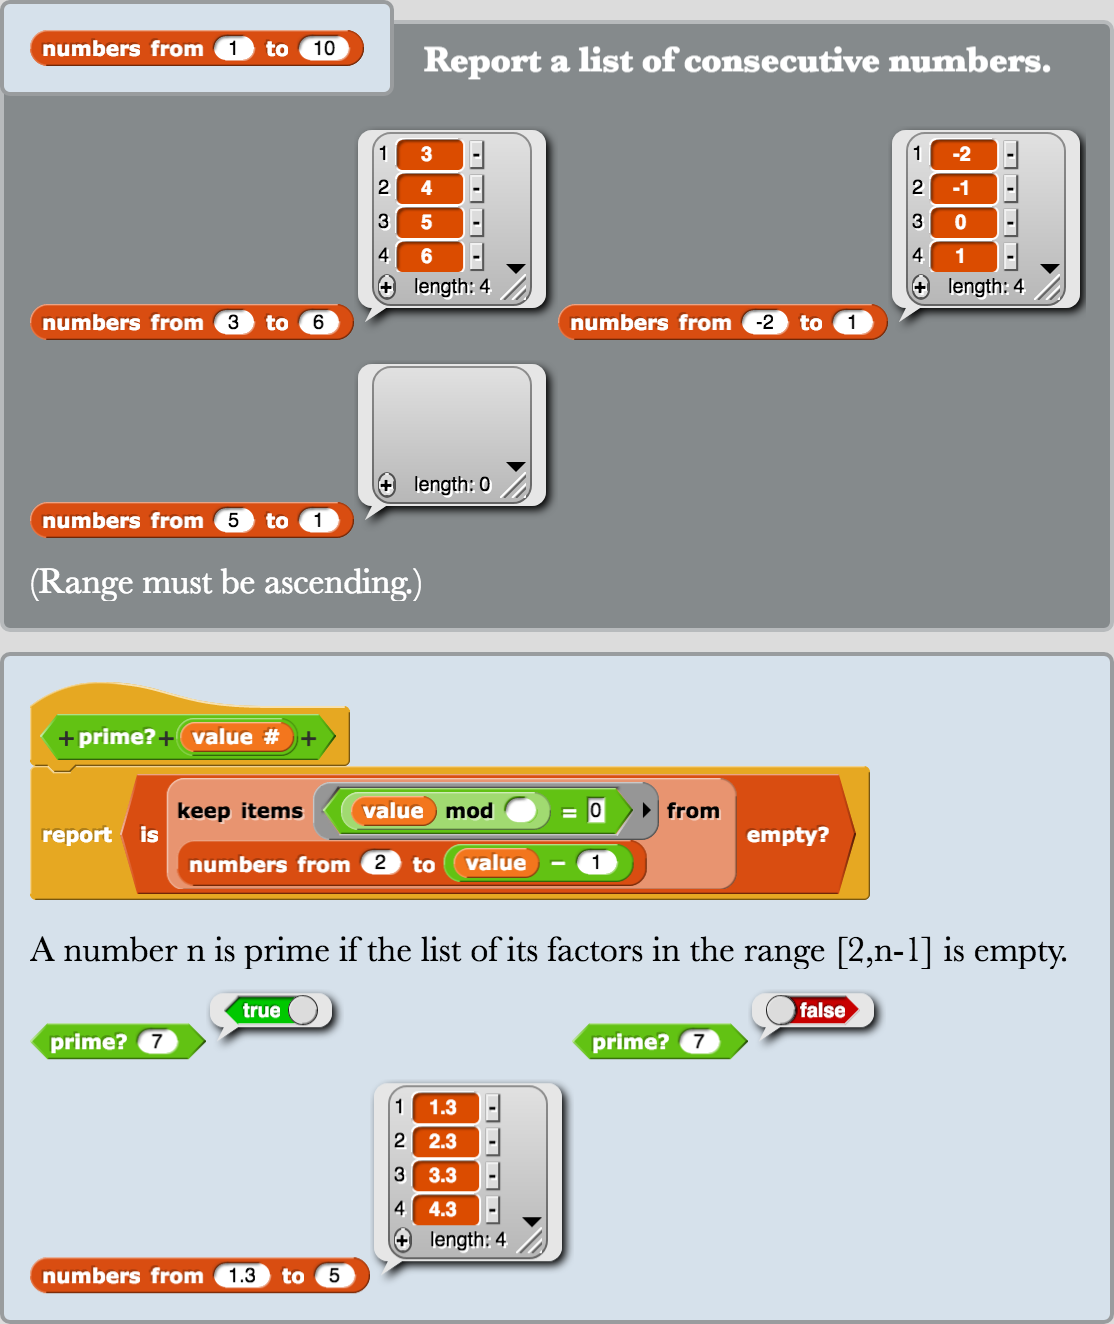 numbers from 1 to 10
Report a list of consecutive numbers.
1 3 -
2 4 -
3 5 -
4 6 -
+ length: 4
numbers from 3 to 6
1 -2 -
2 -1 -
3 0 -
4 1 -
+ length: 4
numbers from -2 to 1
+ length: 0
numbers from 5 to 1
(Range must be ascending.)
+ prime? + value # +
report is keep items value mod = 0 from
numbers from 2 to value - 1
empty?
A number n is prime if the list of its factors in the range [2,n-1] is empty.
true
prime? 7
false
prime? 7
1 1.3 -
2 2.3 -
3 3.3 -
4 4.3 -
+ length: 4
numbers from 1.3 to 5